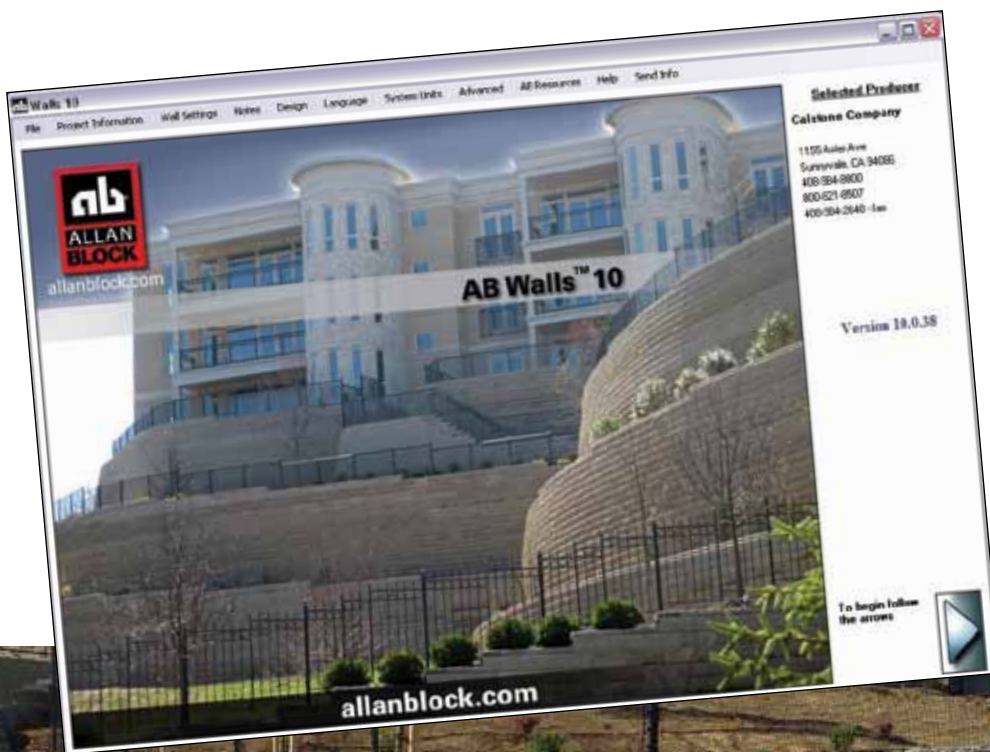 Walls 10
File Project Information Wall Settings Notes Design Language System Units Advanced AB Resources Help Send Info
ab
ALLAN
BLOCK
allanblock.com
AB Walls™ 10
Selected Producer
Calstone Company
1155 Aster Ave
Sunnyvale, CA 94086
408-984-8800
800-621-8507
Version 10.0.38
To begin follow
the arrows
allanblock.com